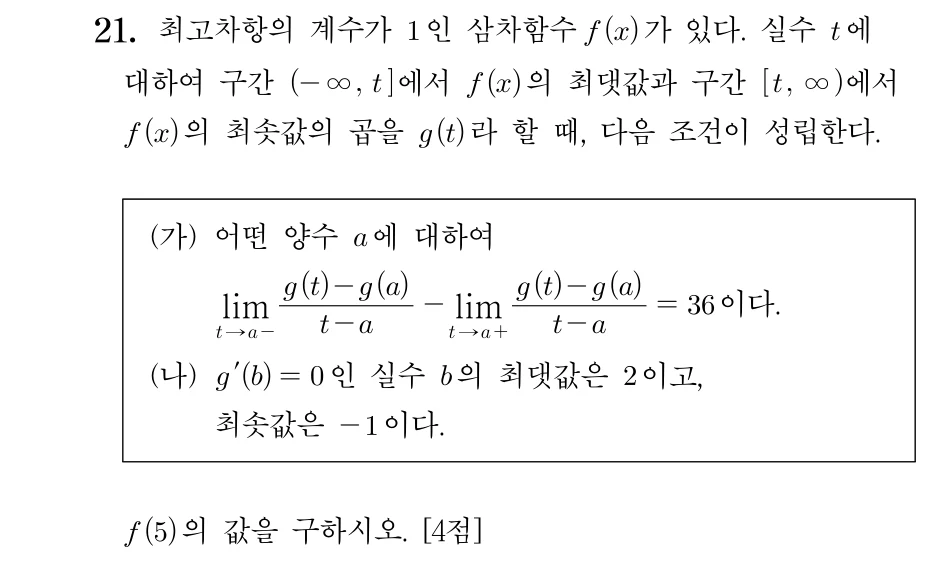 21. 최고차항의 계수가 1인 삼차함수 f(x)가 있다. 실수 t에
대하여 구간 (-∞, t]에서 f(x)의 최댓값과 구간 [t, ∞)에서
f(x)의 최솟값의 곱을 g(t)라 할 때, 다음 조건이 성립한다.
(가) 어떤 양수 a에 대하여
lim_{t→a-} \frac{g(t)-g(a)}{t-a} - lim_{t→a+} \frac{g(t)-g(a)}{t-a} = 36이다.
(나) g'(b)=0인 실수 b의 최댓값은 2이고,
최솟값은 -1이다.
f(5)의 값을 구하시오. [4점]